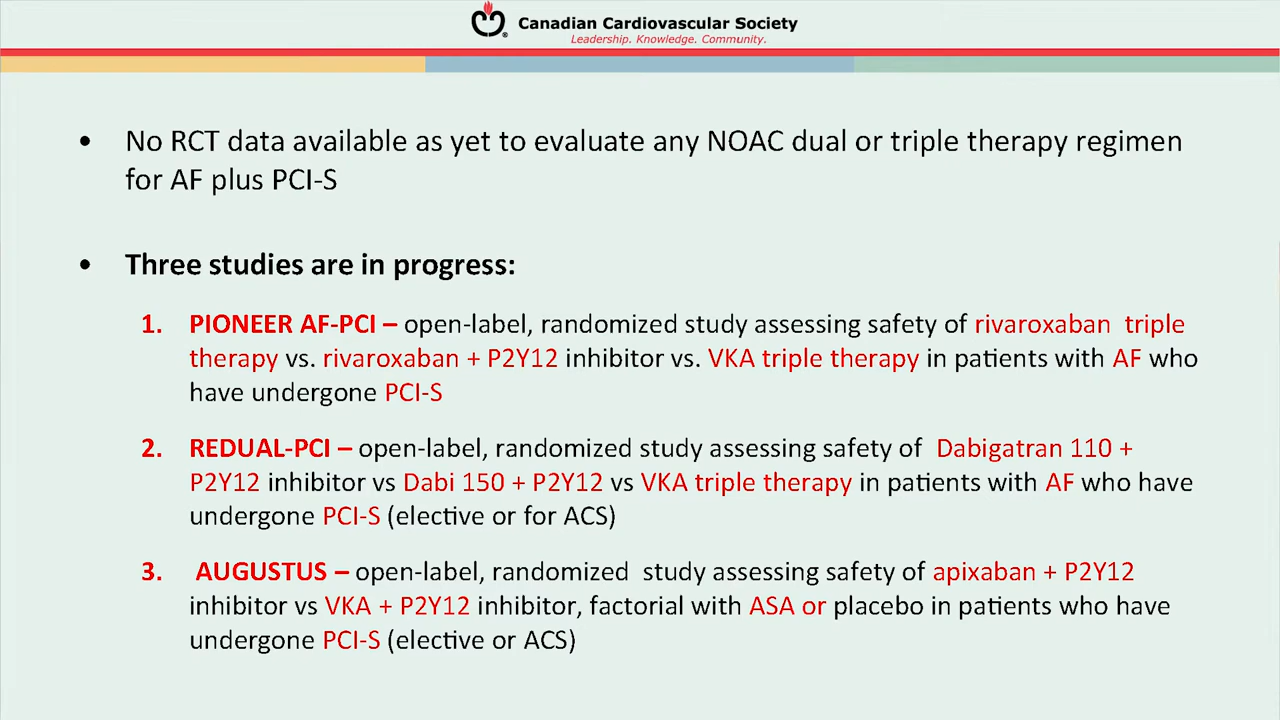 Canadian Cardiovascular Society
Leadership. Knowledge. Community.
• No RCT data available as yet to evaluate any NOAC dual or triple therapy regimen
for AF plus PCI-S
• Three studies are in progress:
1. PIONEER AF-PCI – open-label, randomized study assessing safety of rivaroxaban triple
therapy vs. rivaroxaban + P2Y12 inhibitor vs. VKA triple therapy in patients with AF who
have undergone PCI-S
2. REDUAL-PCI – open-label, randomized study assessing safety of Dabigatran 110 +
P2Y12 inhibitor vs Dabi 150 + P2Y12 vs VKA triple therapy in patients with AF who have
undergone PCI-S (elective or for ACS)
3. AUGUSTUS – open-label, randomized study assessing safety of apixaban + P2Y12
inhibitor vs VKA + P2Y12 inhibitor, factorial with ASA or placebo in patients who have
undergone PCI-S (elective or ACS)